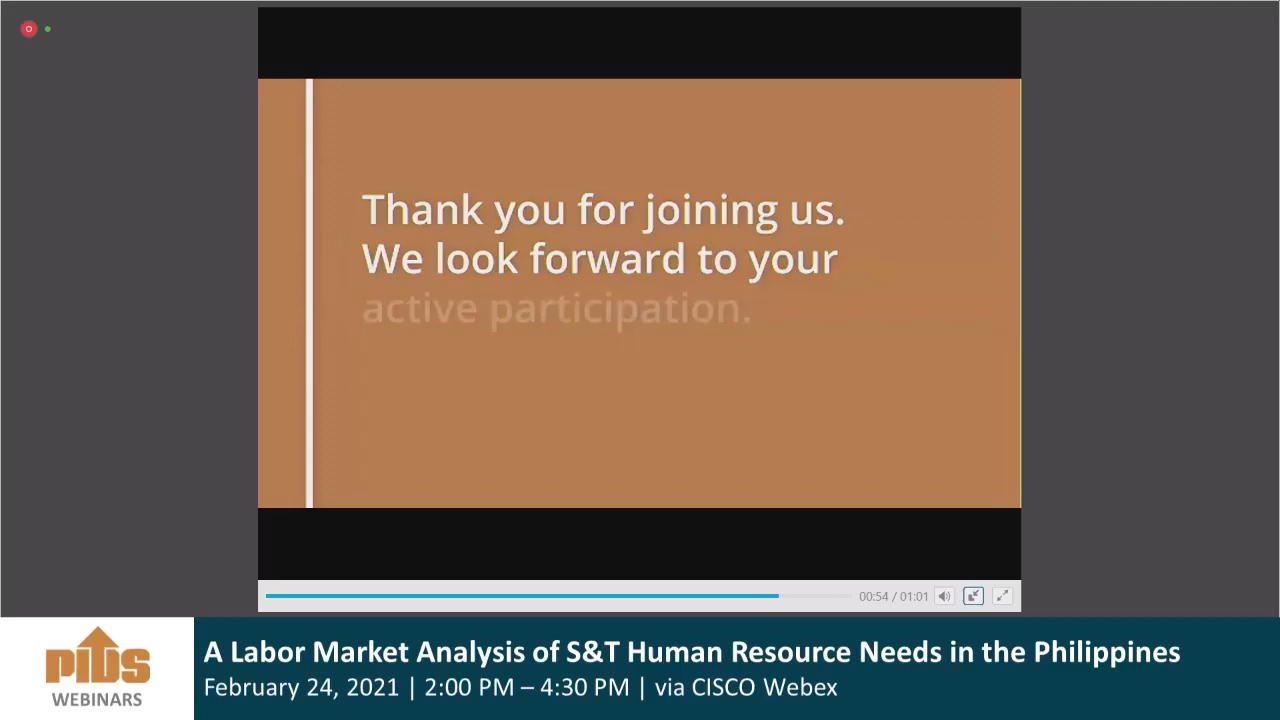 Thank you for joining us.
We look forward to your
active participation.
00:54 / 01:01
PIDS
WEBINARS
A Labor Market Analysis of S&T Human Resource Needs in the Philippines
February 24, 2021 | 2:00 PM – 4:30 PM | via CISCO Webex